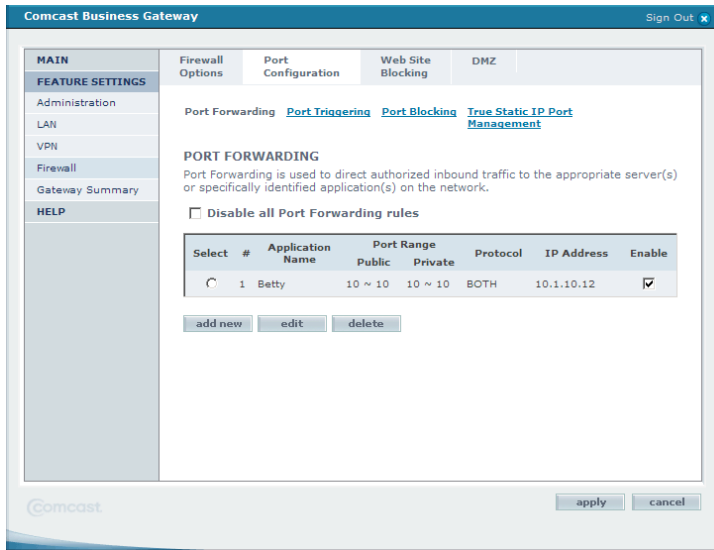 Comcast Business Gateway
Sign Out x
MAIN
FEATURE SETTINGS
Administration
LAN
VPN
Firewall
Gateway Summary
HELP
Firewall Options
Port Configuration
Web Site Blocking
DMZ
Port Forwarding Port Triggering Port Blocking True Static IP Port Management
PORT FORWARDING
Port Forwarding is used to direct authorized inbound traffic to the appropriate server(s)
or specifically identified application(s) on the network.
Disable all Port Forwarding rules
Select # Application Name Port Range Public Private Protocol IP Address Enable
1 Betty 10 ~ 10 10 ~ 10 BOTH 10.1.10.12
add new edit delete
Comcast.
apply cancel